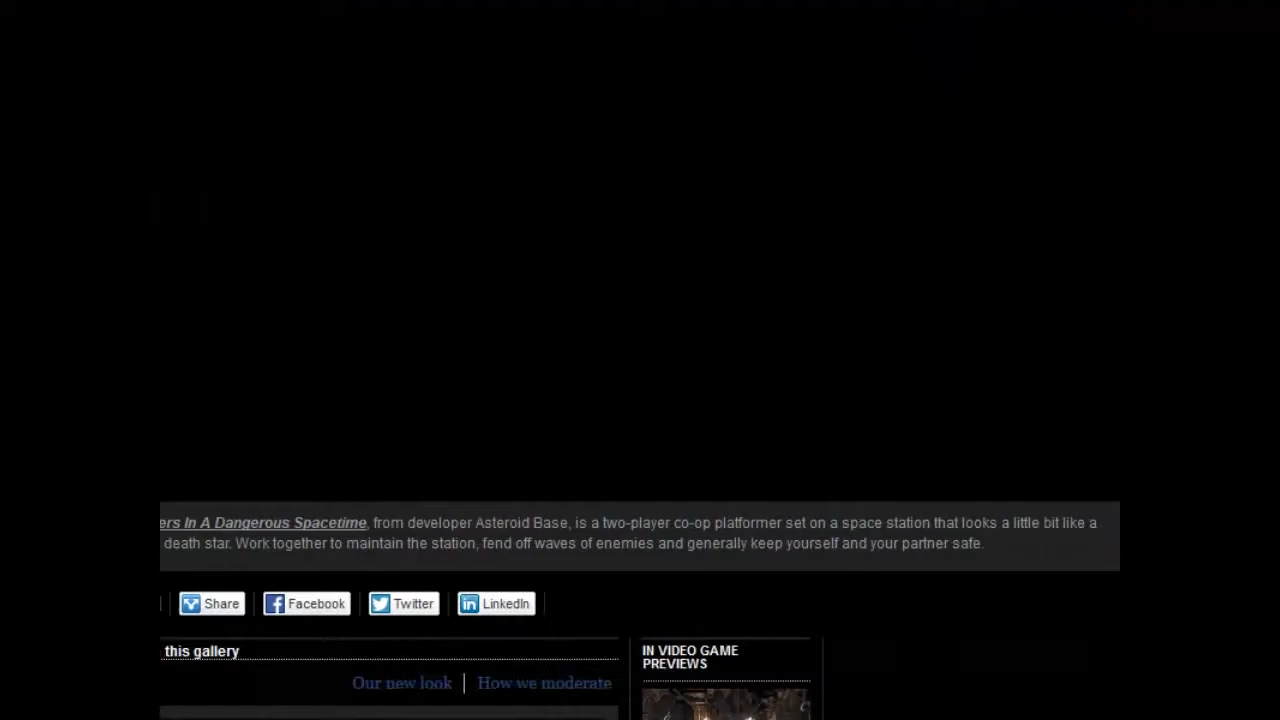 ers In A Dangerous Spacetime, from developer Asteroid Base, is a two-player co-op platformer set on a space station that looks a little bit like a
death star. Work together to maintain the station, fend off waves of enemies and generally keep yourself and your partner safe.
Share Facebook Twitter LinkedIn
this gallery
IN VIDEO GAME
PREVIEWS
Our new look | How we moderate